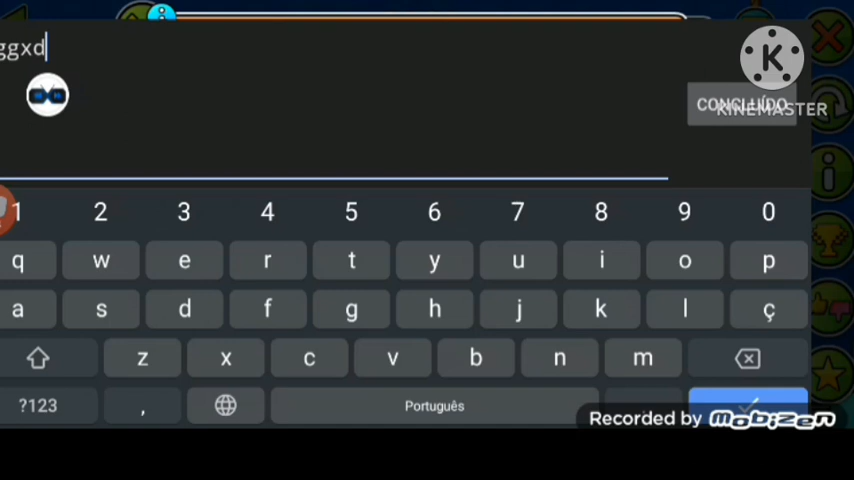 ggxd
CONCLUÍDO
KINEMASTER
1 2 3 4 5 6 7 8 9 0
q w e r t y u i o p
a s d f g h j k l ç
z x c v b n m
?123 , Português
Recorded by Mobizen